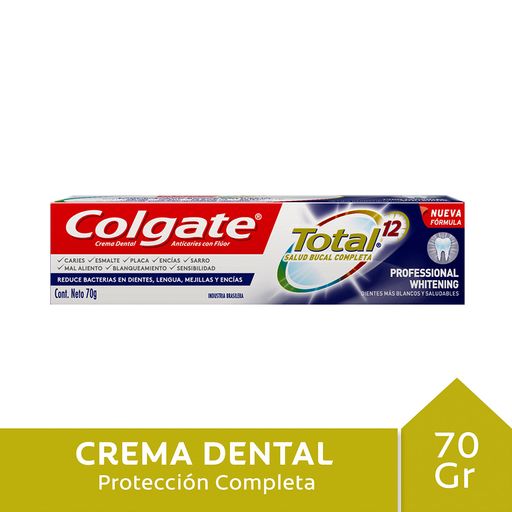 Colgate®
Crema Dental Anticaries con Flúor
✓CARIES ✓ESMALTE ✓PLACA ✓ENCÍAS ✓SARRO
✓MAL ALIENTO ✓BLANQUEAMIENTO ✓SENSIBILIDAD
REDUCE BACTERIAS EN DIENTES, LENGUA, MEJILLAS Y ENCÍAS
Cont. Neto 70g
INDUSTRIA BRASILERA
Total 12
SALUD BUCAL COMPLETA
NUEVA
FÓRMULA
PROFESSIONAL
WHITENING
DIENTES MÁS BLANCOS Y SALUDABLES
CREMA DENTAL
Protección Completa
70
Gr